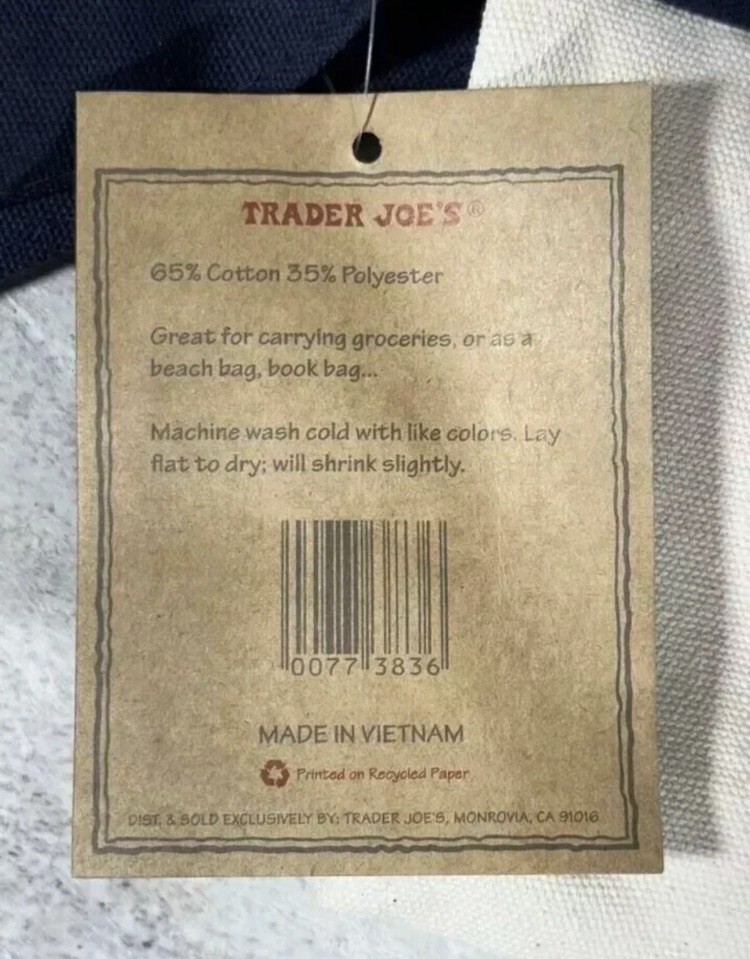 TRADER JOE'S®
65% Cotton 35% Polyester
Great for carrying groceries, or as a
beach bag, book bag...
Machine wash cold with like colors. Lay
flat to dry; will shrink slightly.
0077 3836
MADE IN VIETNAM
Printed on Recycled Paper
DIST. & SOLD EXCLUSIVELY BY: TRADER JOE'S, MONROVIA, CA 91016